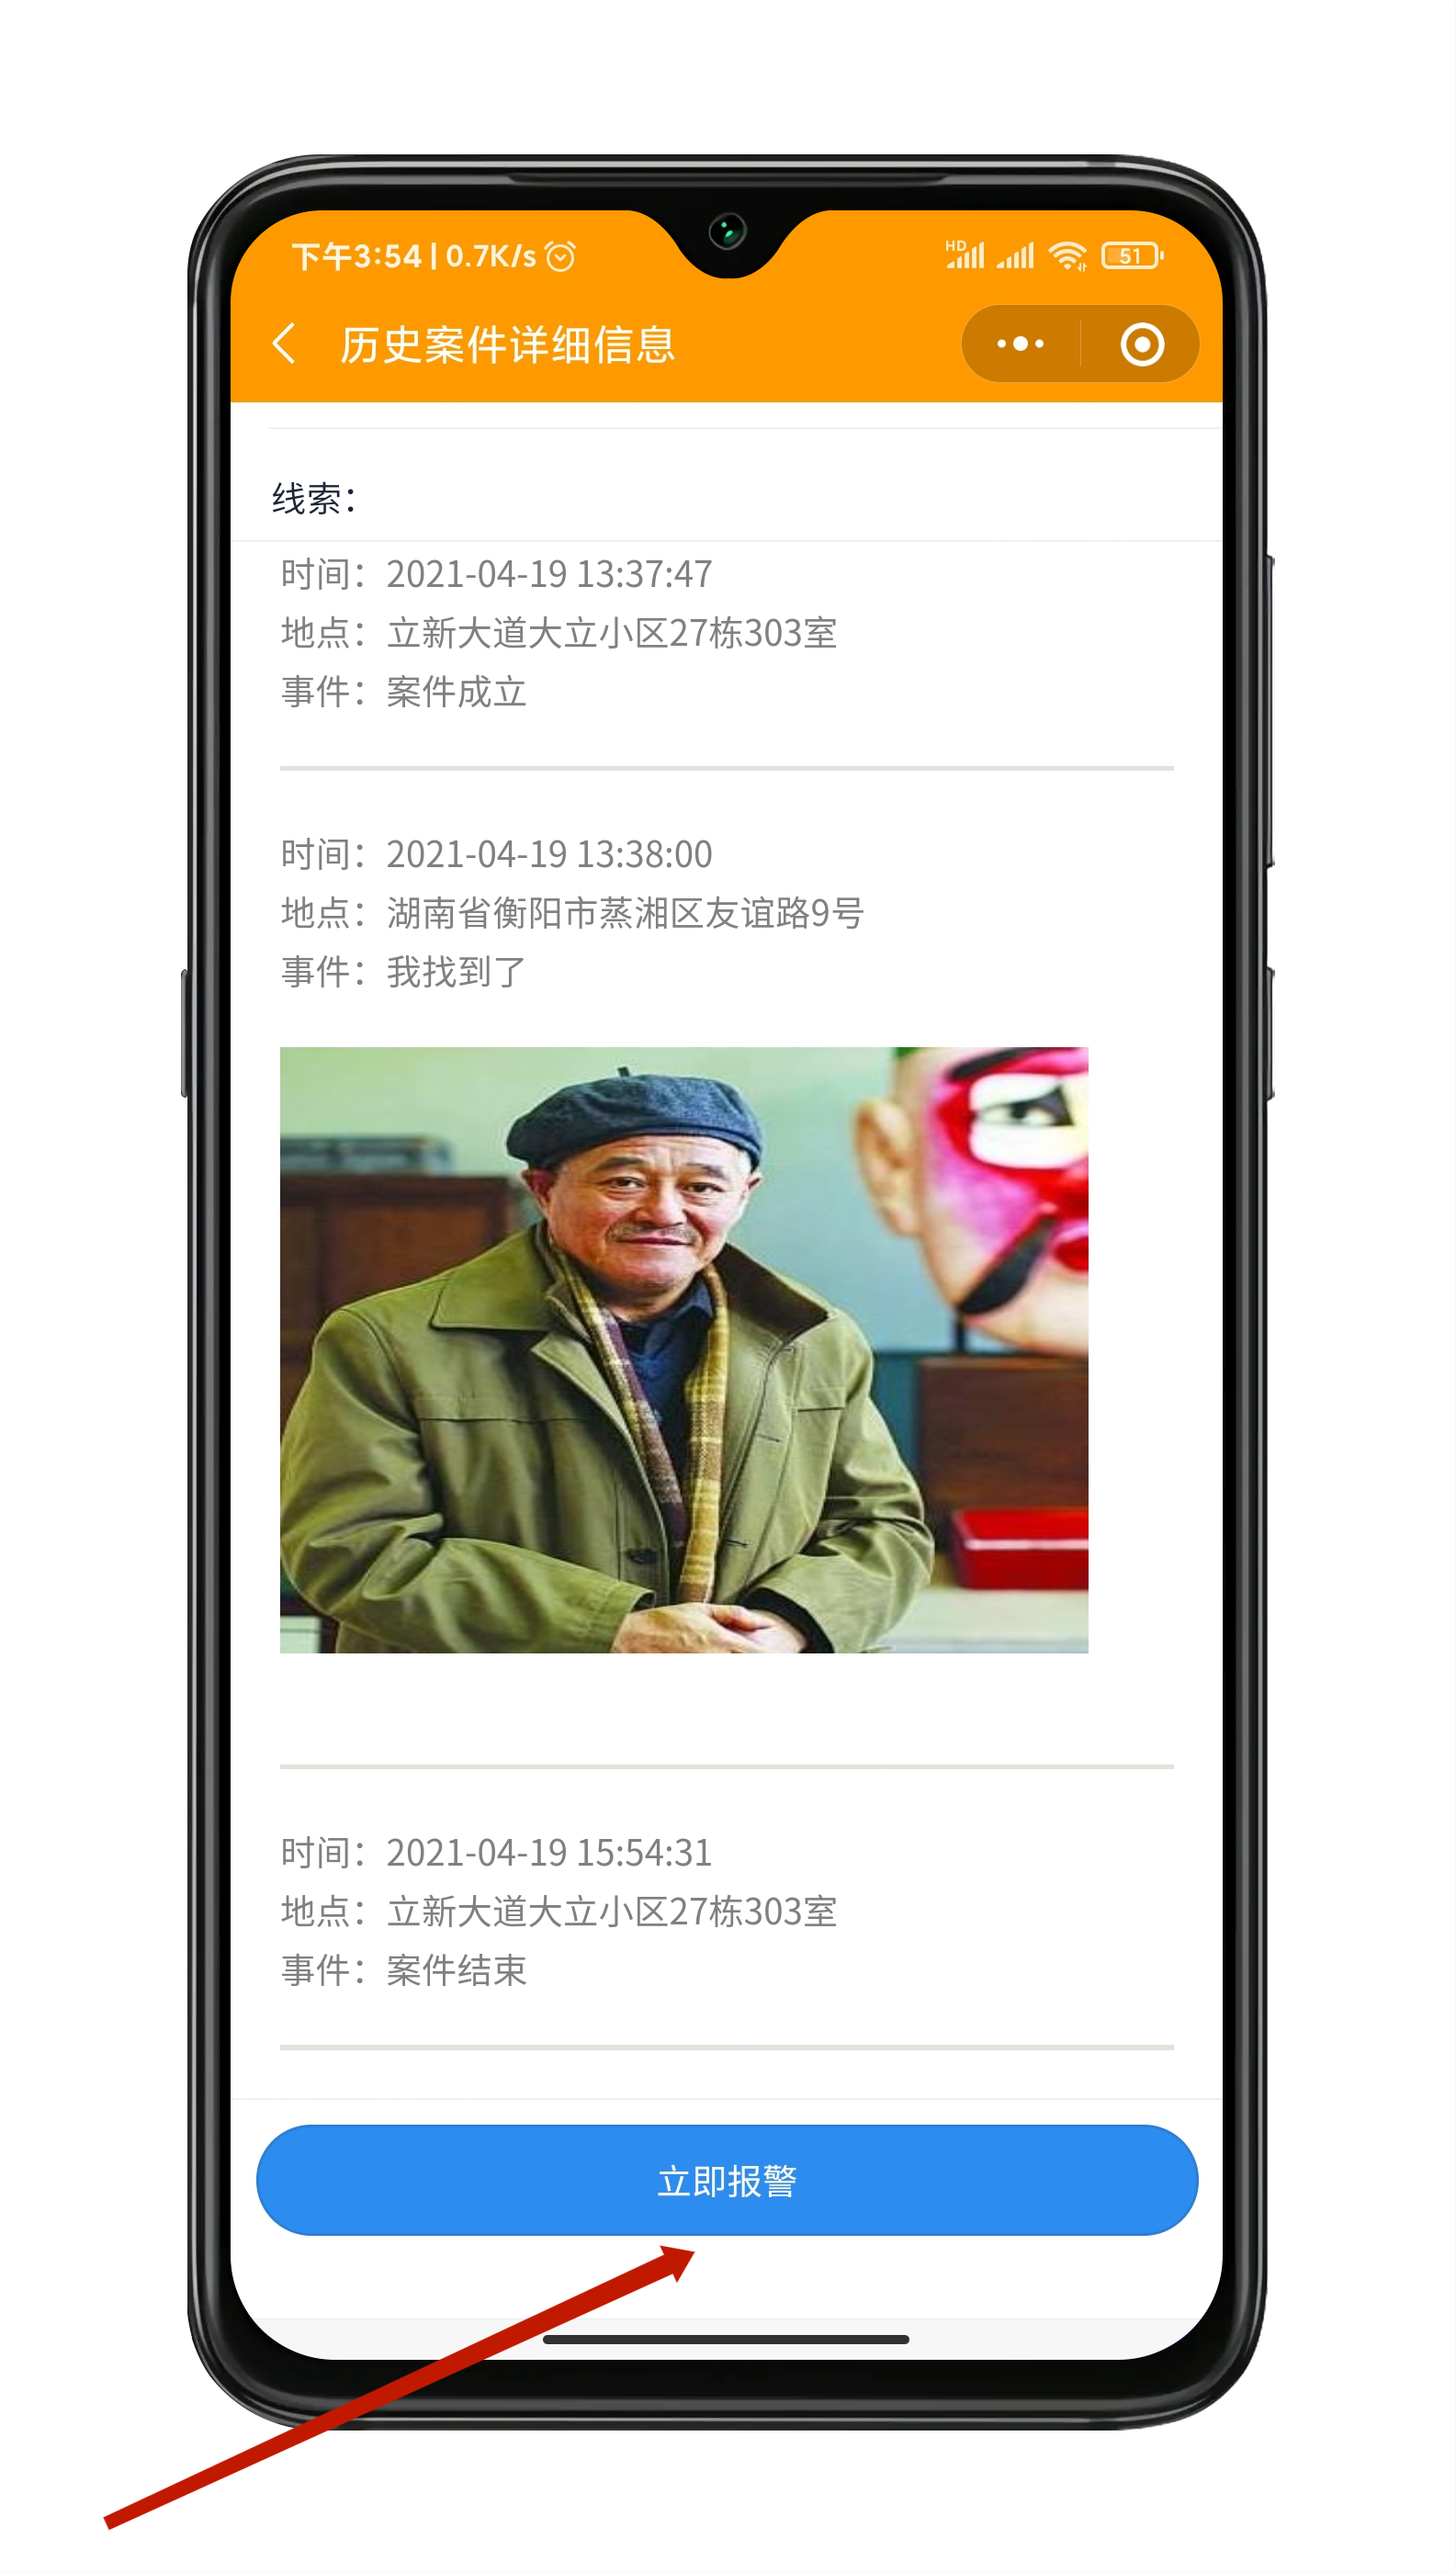 下午3:54 | 0.7K/s
HD
51
历史案件详细信息
线索：
时间：2021-04-19 13:37:47
地点：立新大道大立小区27栋303室
事件：案件成立
时间：2021-04-19 13:38:00
地点：湖南省衡阳市蒸湘区友谊路9号
事件：我找到了
时间：2021-04-19 15:54:31
地点：立新大道大立小区27栋303室
事件：案件结束
立即报警